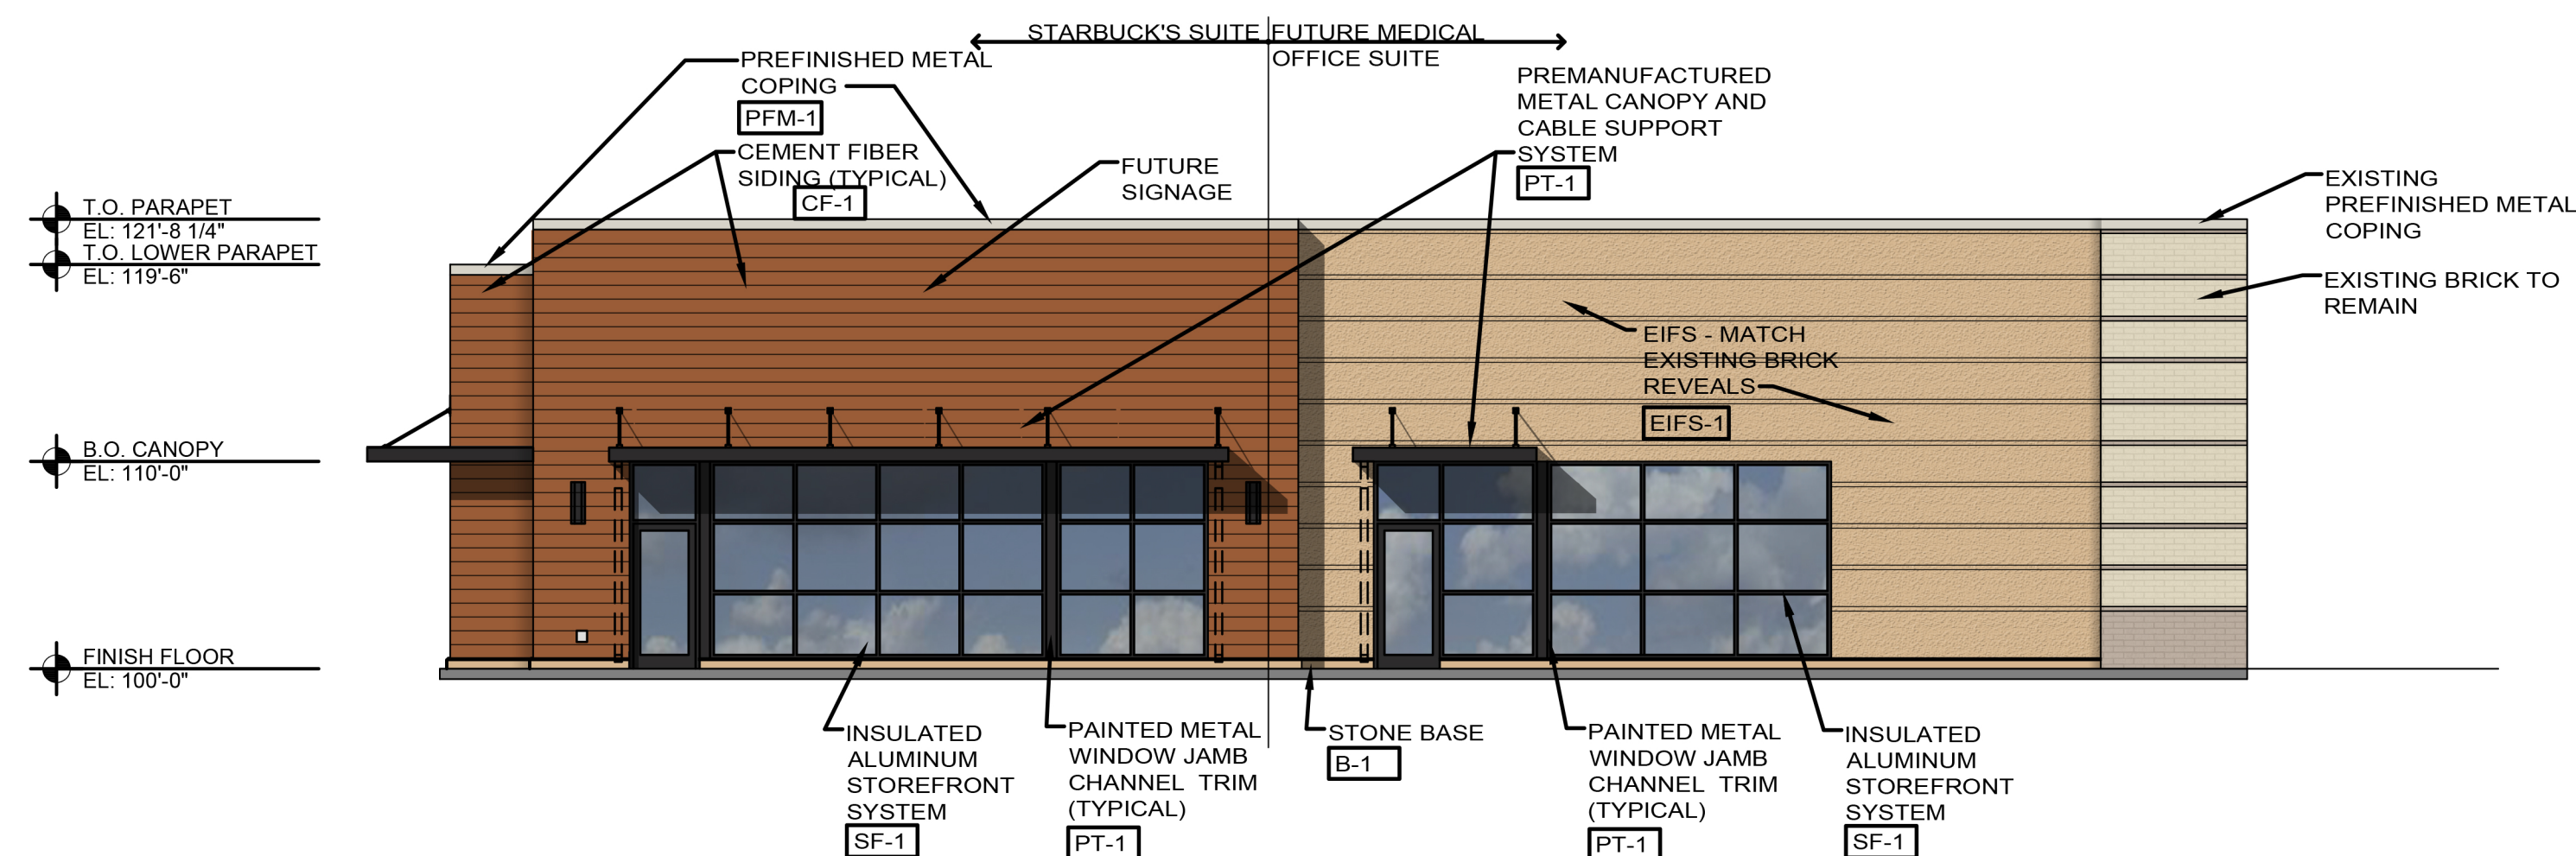 STARBUCK'S SUITE
FUTURE MEDICAL
OFFICE SUITE
PREFINISHED METAL
COPING
PFM-1
CEMENT FIBER
SIDING (TYPICAL)
CF-1
FUTURE
SIGNAGE
PREMANUFACTURED
METAL CANOPY AND
CABLE SUPPORT
SYSTEM
PT-1
EXISTING
PREFINISHED METAL
COPING
EXISTING BRICK TO
REMAIN
T.O. PARAPET
EL: 121'-8 1/4"
T.O. LOWER PARAPET
EL: 119'-6"
EIFS - MATCH
EXISTING BRICK
REVEALS
EIFS-1
B.O. CANOPY
EL: 110'-0"
FINISH FLOOR
EL: 100'-0"
INSULATED
ALUMINUM
STOREFRONT
SYSTEM
SF-1
PAINTED METAL
WINDOW JAMB
CHANNEL TRIM
(TYPICAL)
PT-1
STONE BASE
B-1
PAINTED METAL
WINDOW JAMB
CHANNEL TRIM
(TYPICAL)
PT-1
INSULATED
ALUMINUM
STOREFRONT
SYSTEM
SF-1